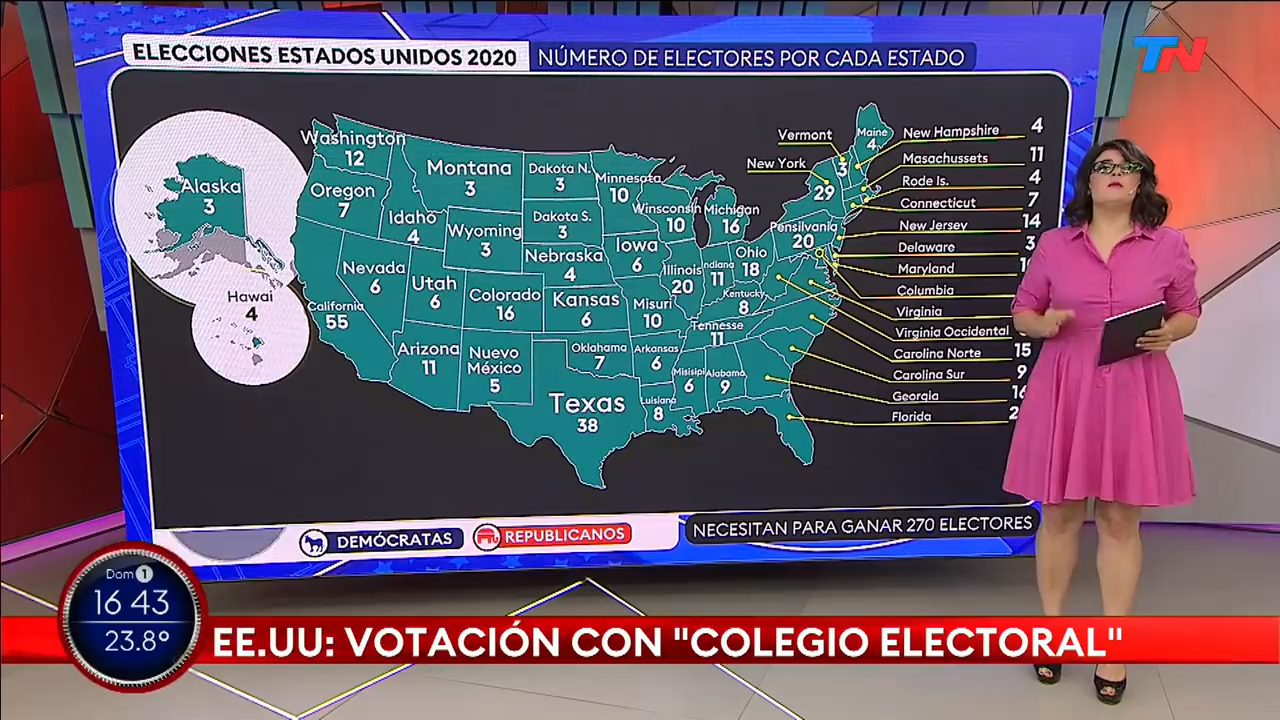 ELECCIONES ESTADOS UNIDOS 2020
NÚMERO DE ELECTORES POR CADA ESTADO
TN
Washington
12
Oregon
7
Montana
3
Idaho
4
Wyoming
3
Dakota N.
3
Dakota S.
3
Nebraska
4
Minnesota
10
Winsconsin
10
Michigan
16
Iowa
6
Illinois
20
Indiana
11
Ohio
18
Pensilvania
20
New York
29
Vermont
3
Maine
4
Alaska
3
Hawai
4
California
55
Nevada
6
Utah
6
Colorado
16
Kansas
6
Misuri
10
Kentucky
8
Tennesse
11
Arizona
11
Nuevo
México
5
Oklahoma
7
Arkansas
6
Misisipi
6
Alabama
9
Texas
38
Luisiana
8
New Hampshire 4
Masachussets 11
Rode Is. 4
Connecticut 7
New Jersey 14
Delaware 3
Maryland
Columbia
Virginia
Virginia Occidental
Carolina Norte 15
Carolina Sur 9
Georgia
Florida
DEMÓCRATAS
REPUBLICANOS
NECESITAN PARA GANAR 270 ELECTORES
Dom 1
16 43
23.8º
EE.UU: VOTACIÓN CON "COLEGIO ELECTORAL"